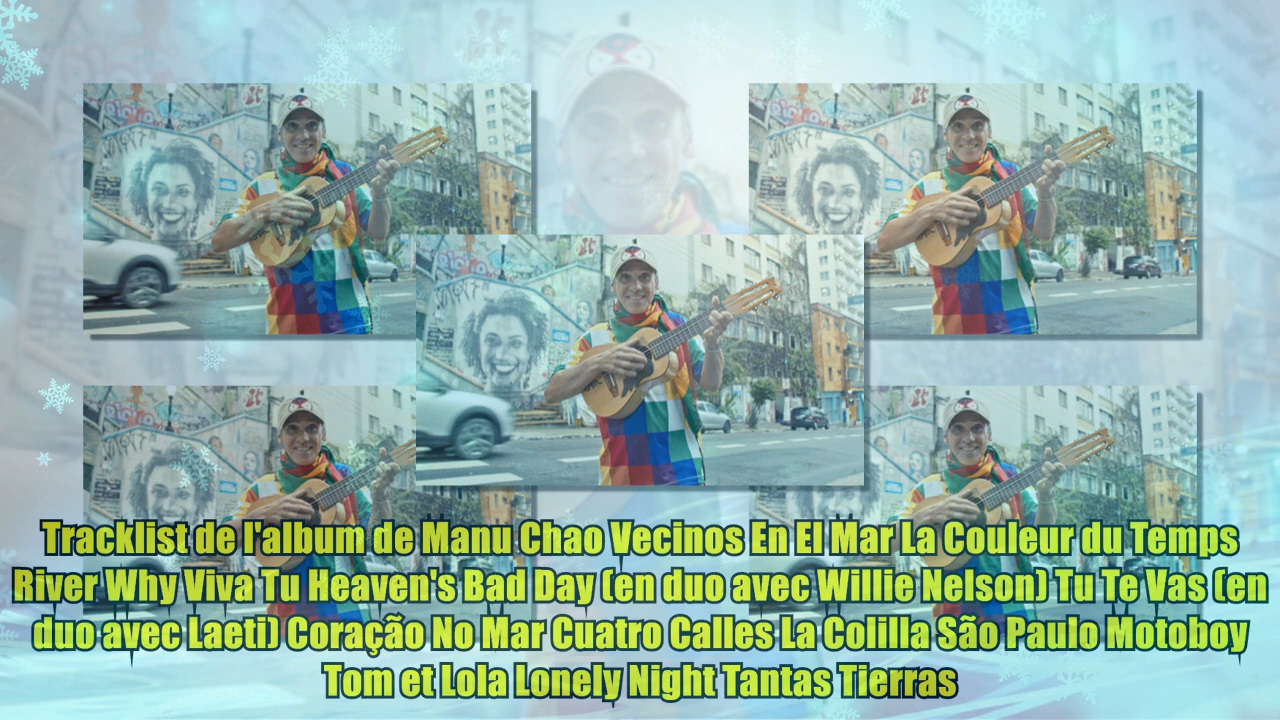 Tracklist de l'album de Manu Chao Vecinos En El Mar La Couleur du Temps
River Why Viva Tu Heaven's Bad Day (en duo avec Willie Nelson) Tu Te Vas (en
duo avec Laeti) Coração No Mar Cuatro Calles La Colilla São Paulo Motoboy
Tom et Lola Lonely Night Tantas Tierras